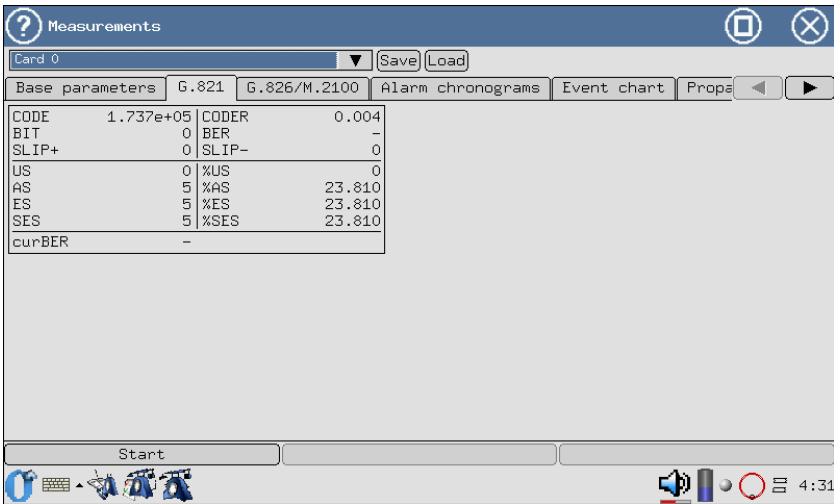 ? Measurements
Card 0 Save Load
Base parameters G.821 G.826/M.2100 Alarm chronograms Event chart Propa
CODE 1.737e+05 CODER 0.004
BIT 0 BER -
SLIP+ 0 SLIP- 0
US 0 %US 0
AS 5 %AS 23.810
ES 5 %ES 23.810
SES 5 %SES 23.810
curBER -
Start
4:31